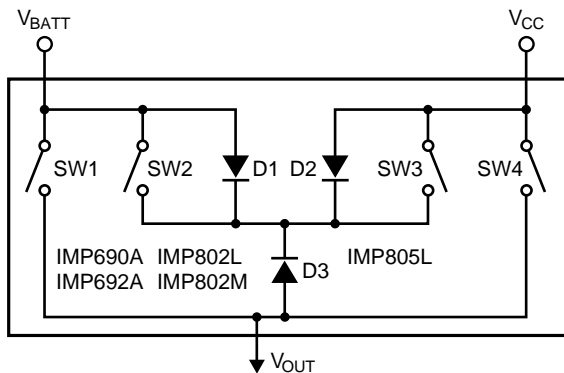 VBATT VCC
SW1 SW2 D1 D2 SW3 SW4
IMP690A IMP802L IMP805L
IMP692A IMP802M D3
VOUT